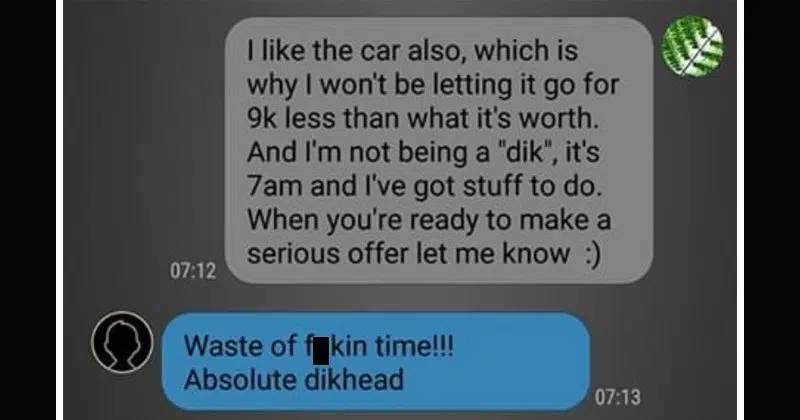 I like the car also, which is
why I won't be letting it go for
9k less than what it's worth.
And I'm not being a "dik", it's
7am and I've got stuff to do.
When you're ready to make a
serious offer let me know :)
07:12
Waste of time!!!
Absolute dikhead
07:13